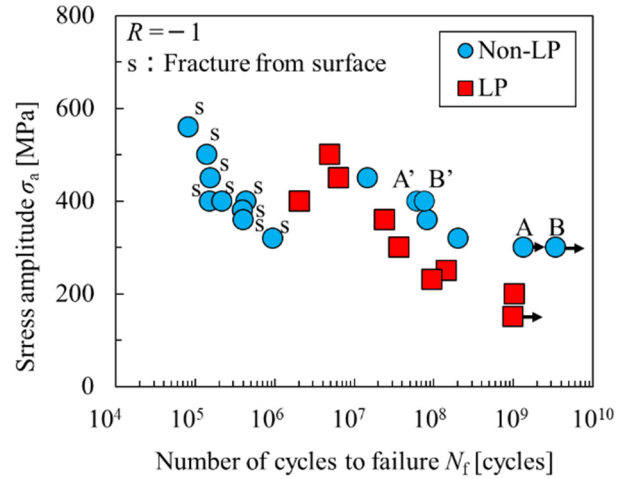 800
600
400
200
0
Srress amplitude σa [MPa]
R = − 1
s : Fracture from surface
Non-LP
LP
s
s
s
s
s
s
s
s
s
A’
B’
A
B
10^4
10^5
10^6
10^7
10^8
10^9
10^10
Number of cycles to failure Nf [cycles]